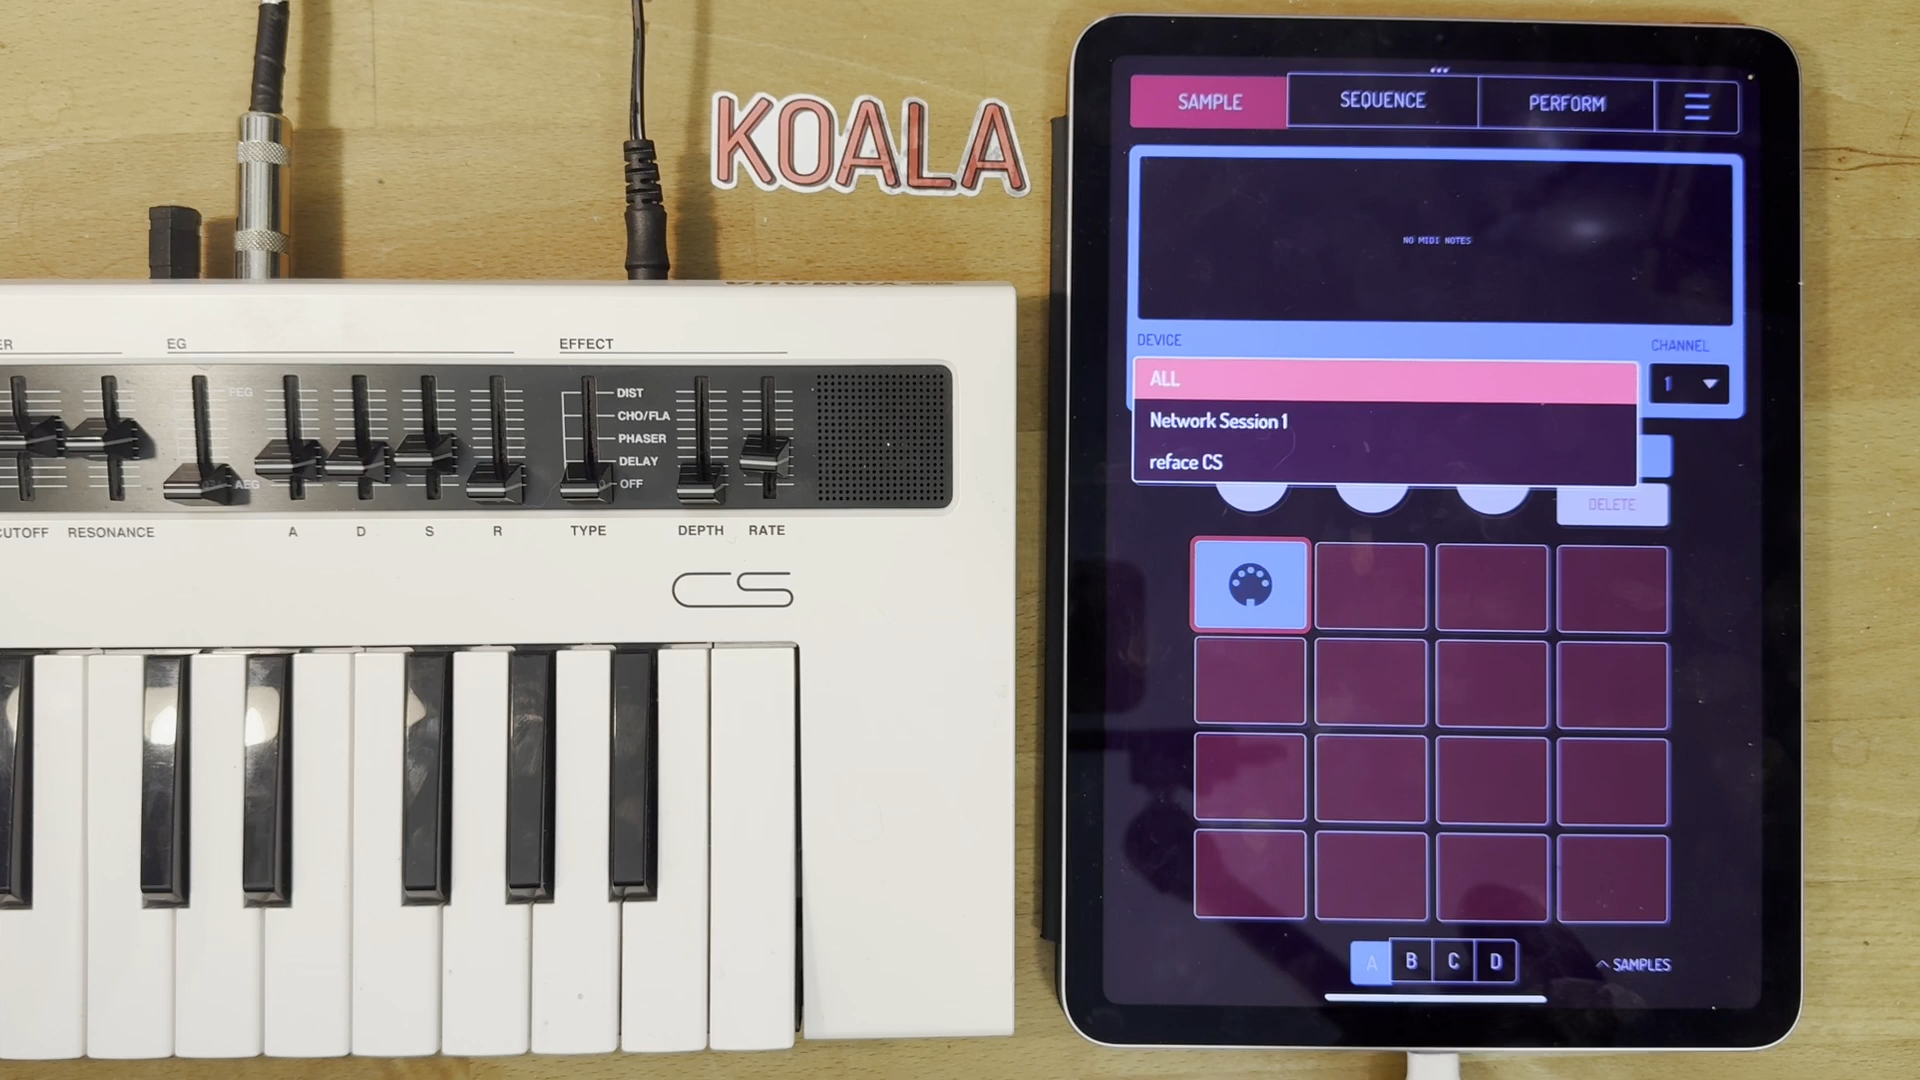 KOALA
ER
EG
EFFECT
FEG
AEG
DIST
CHO/FLA
PHASER
DELAY
OFF
CUTOFF
RESONANCE
A
D
S
R
TYPE
DEPTH
RATE
CS
SAMPLE
SEQUENCE
PERFORM
NO MIDI NOTES
DEVICE
CHANNEL
ALL
1
Network Session 1
reface CS
DELETE
A
B
C
D
SAMPLES